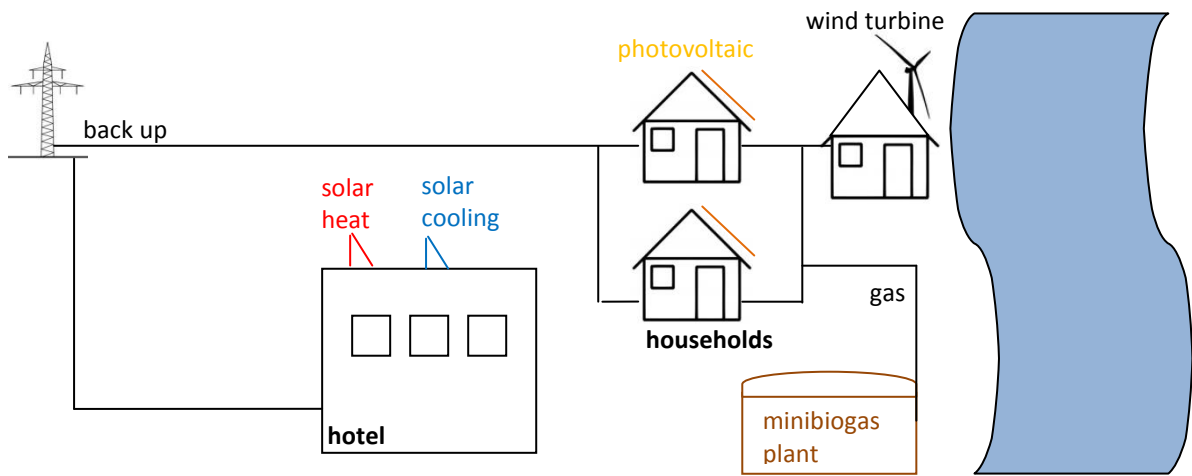 wind turbine
photovoltaic
back up
solar
heat
solar
cooling
gas
households
minibiogas
plant
hotel